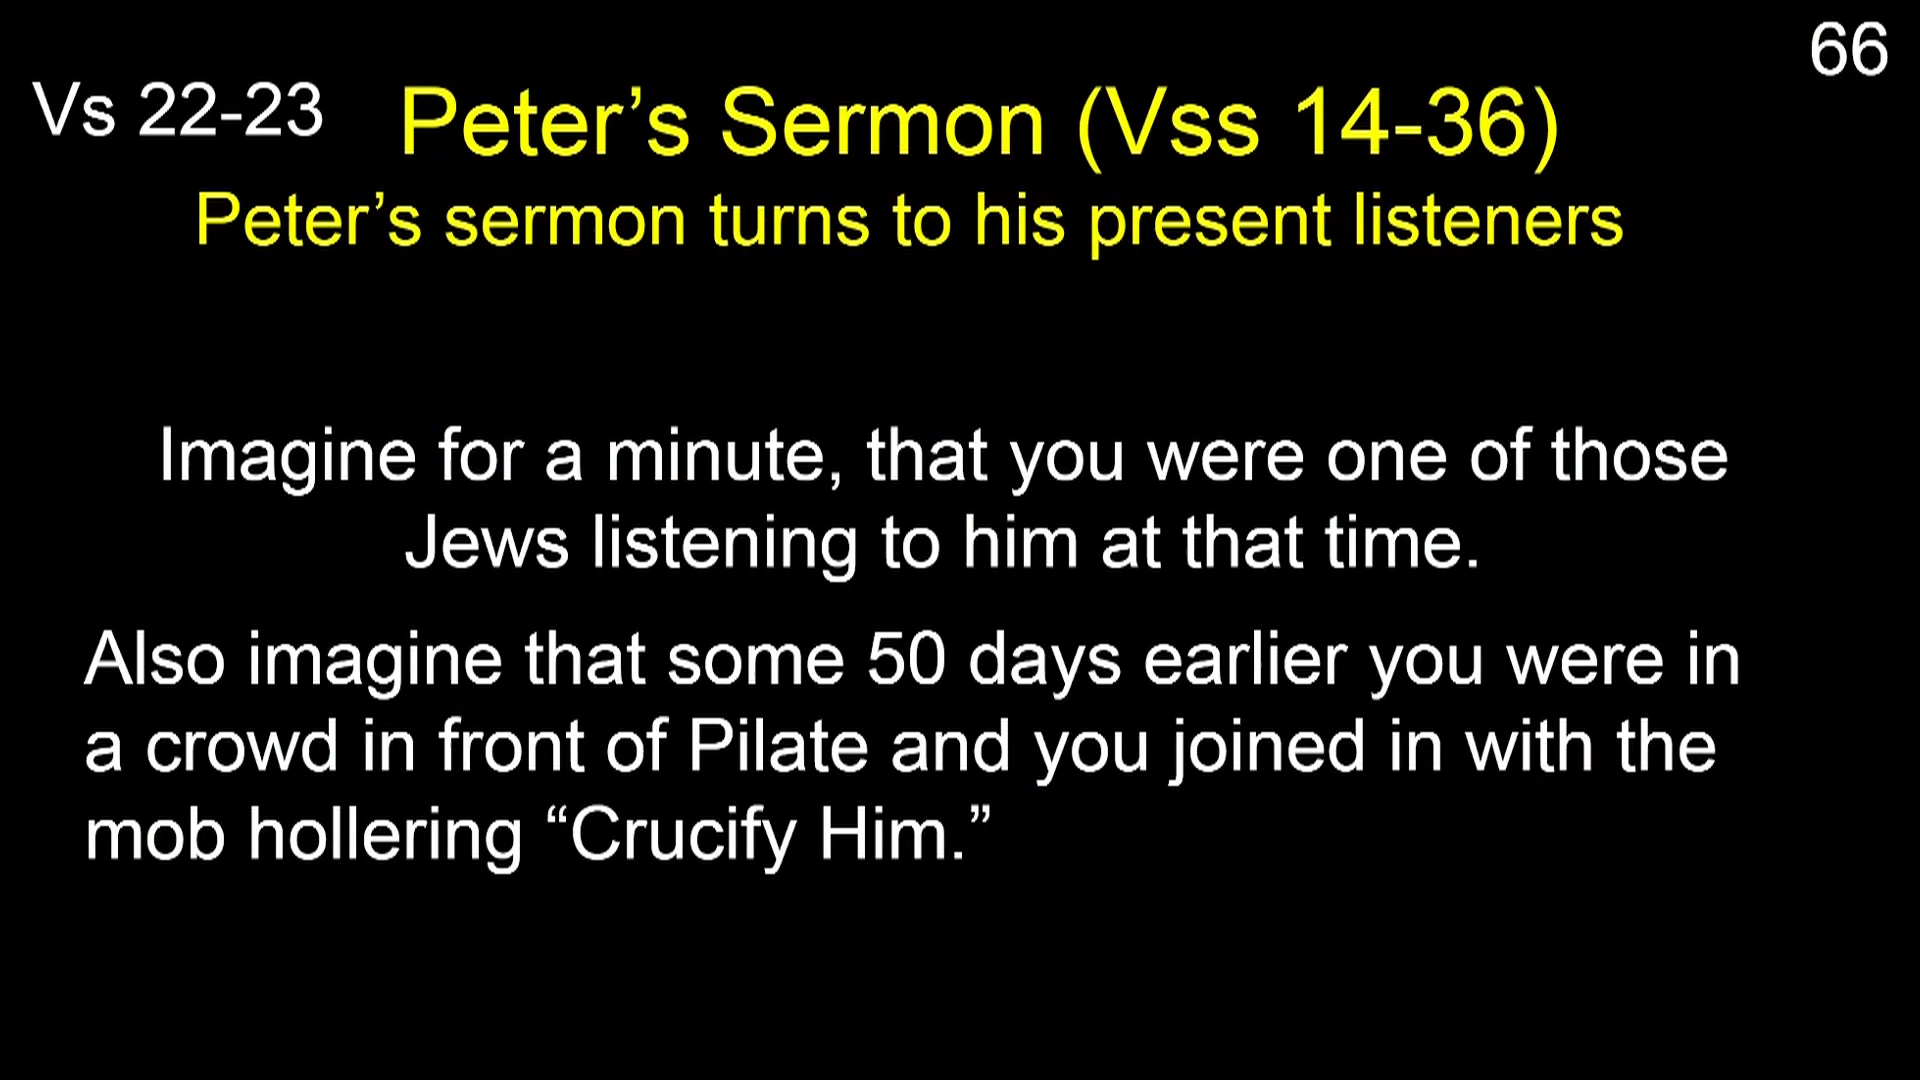 66
Vs 22-23
Peter’s Sermon (Vss 14-36)
Peter’s sermon turns to his present listeners
Imagine for a minute, that you were one of those
Jews listening to him at that time.
Also imagine that some 50 days earlier you were in
a crowd in front of Pilate and you joined in with the
mob hollering “Crucify Him.”